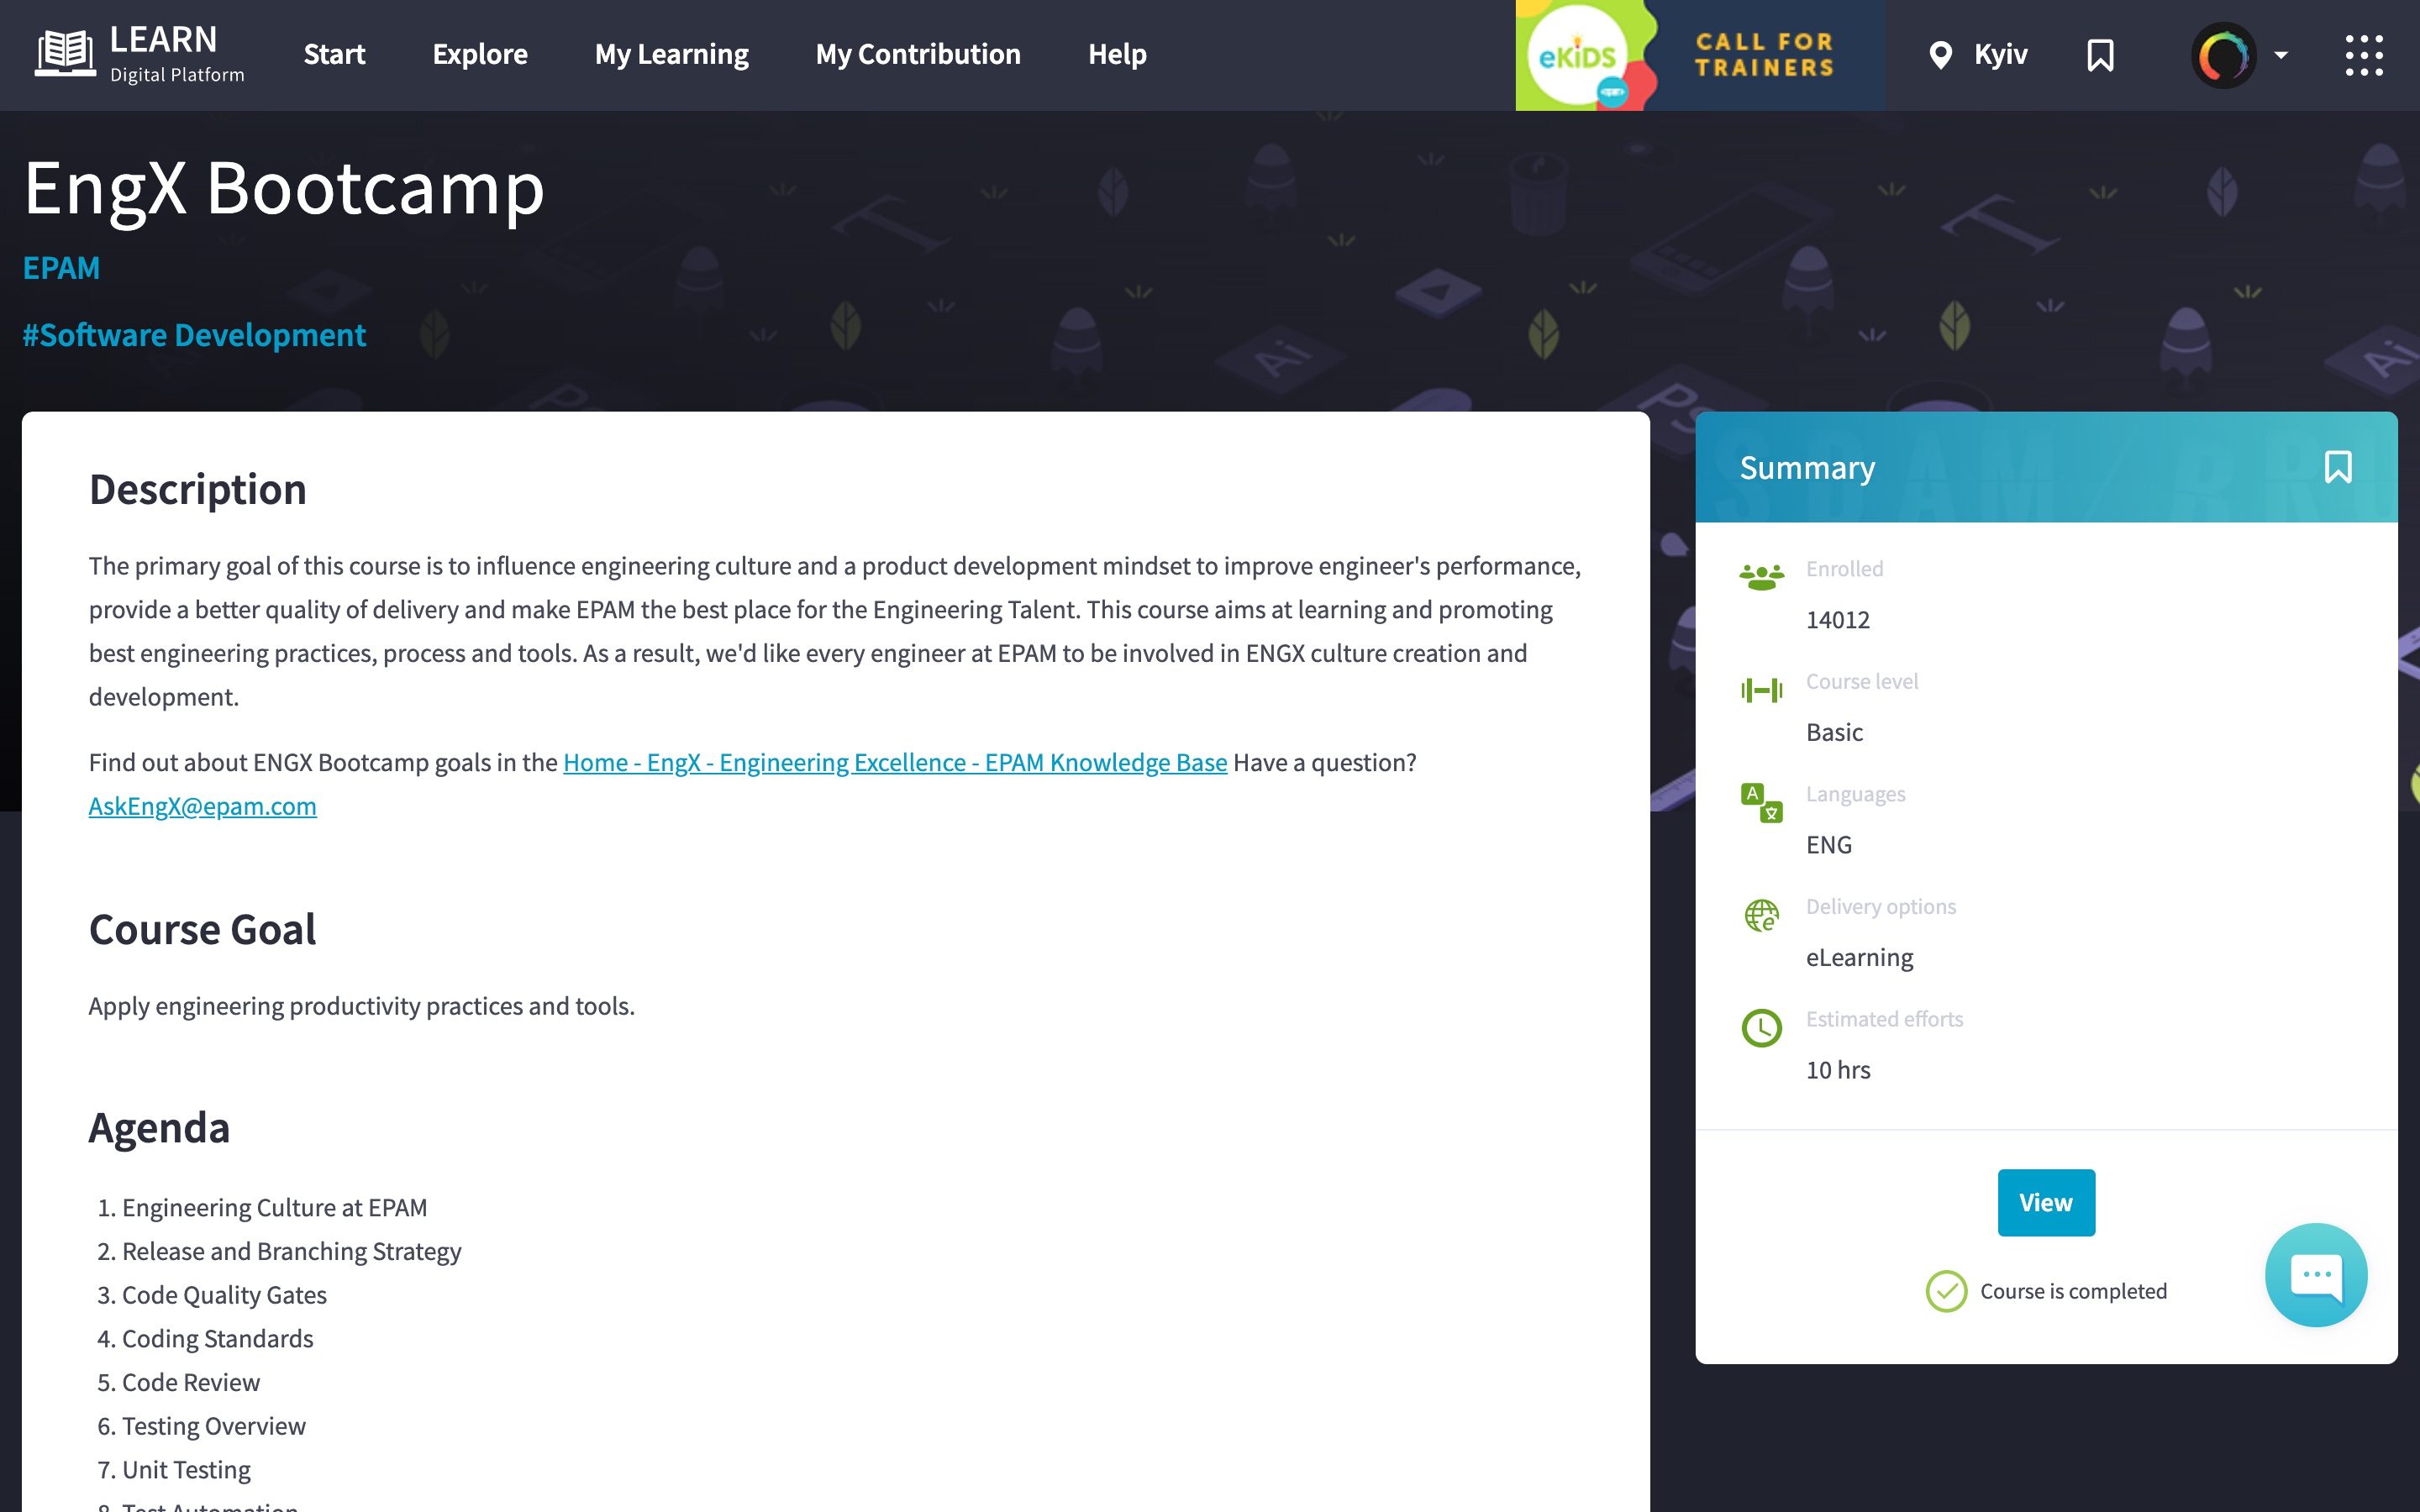 LEARN
Digital Platform
Start
Explore
My Learning
My Contribution
Help
eKiDS
CALL FOR
TRAINERS
Kyiv
EngX Bootcamp
EPAM
#Software Development
Description
The primary goal of this course is to influence engineering culture and a product development mindset to improve engineer's performance,
provide a better quality of delivery and make EPAM the best place for the Engineering Talent. This course aims at learning and promoting
best engineering practices, process and tools. As a result, we'd like every engineer at EPAM to be involved in ENGX culture creation and
development.
Find out about ENGX Bootcamp goals in the Home - EngX - Engineering Excellence - EPAM Knowledge Base Have a question?
AskEngX@epam.com
Course Goal
Apply engineering productivity practices and tools.
Agenda
1. Engineering Culture at EPAM
2. Release and Branching Strategy
3. Code Quality Gates
4. Coding Standards
5. Code Review
6. Testing Overview
7. Unit Testing
8. Test Automation
Summary
Enrolled
14012
Course level
Basic
Languages
ENG
Delivery options
eLearning
Estimated efforts
10 hrs
View
Course is completed